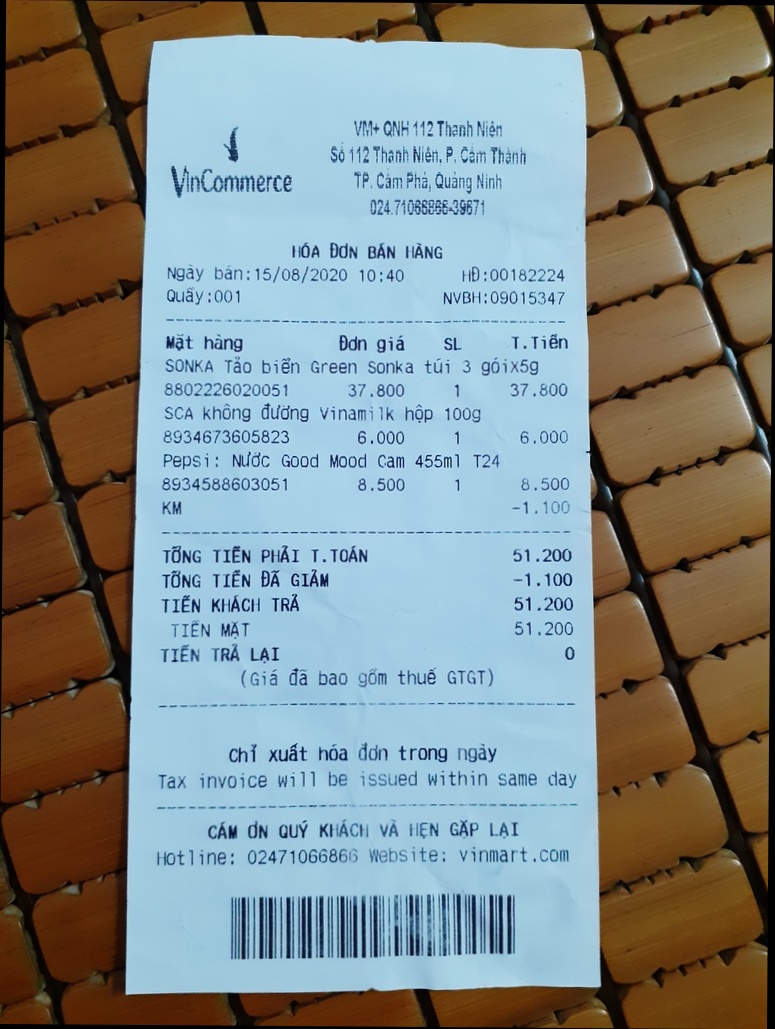 VinCommerce
VM+ QNH 112 Thanh Niên
Số 112 Thanh Niên, P. Cẩm Thành
TP. Cẩm Phả, Quảng Ninh
024.71066866-39671
HÓA ĐƠN BÁN HÀNG
Ngày bán:15/08/2020 10:40 HĐ:00182224
Quầy:001 NVBH:09015347
Mặt hàng Đơn giá SL T.Tiền
SONKA Tảo biển Green Sonka túi 3 góix5g
8802226020051 37.800 1 37.800
SCA không đường Vinamilk hộp 100g
8934673605823 6.000 1 6.000
Pepsi: Nước Good Mood Cam 455ml T24
8934588603051 8.500 1 8.500
KM -1.100
TỔNG TIỀN PHẢI T.TOÁN 51.200
TỔNG TIỀN ĐÃ GIẢM -1.100
TIỀN KHÁCH TRẢ 51.200
TIỀN MẶT 51.200
TIỀN TRẢ LẠI 0
(Giá đã bao gồm thuế GTGT)
Chỉ xuất hóa đơn trong ngày
Tax invoice will be issued within same day
CẢM ƠN QUÝ KHÁCH VÀ HẸN GẶP LẠI
Hotline: 02471066866 Website: vinmart.com